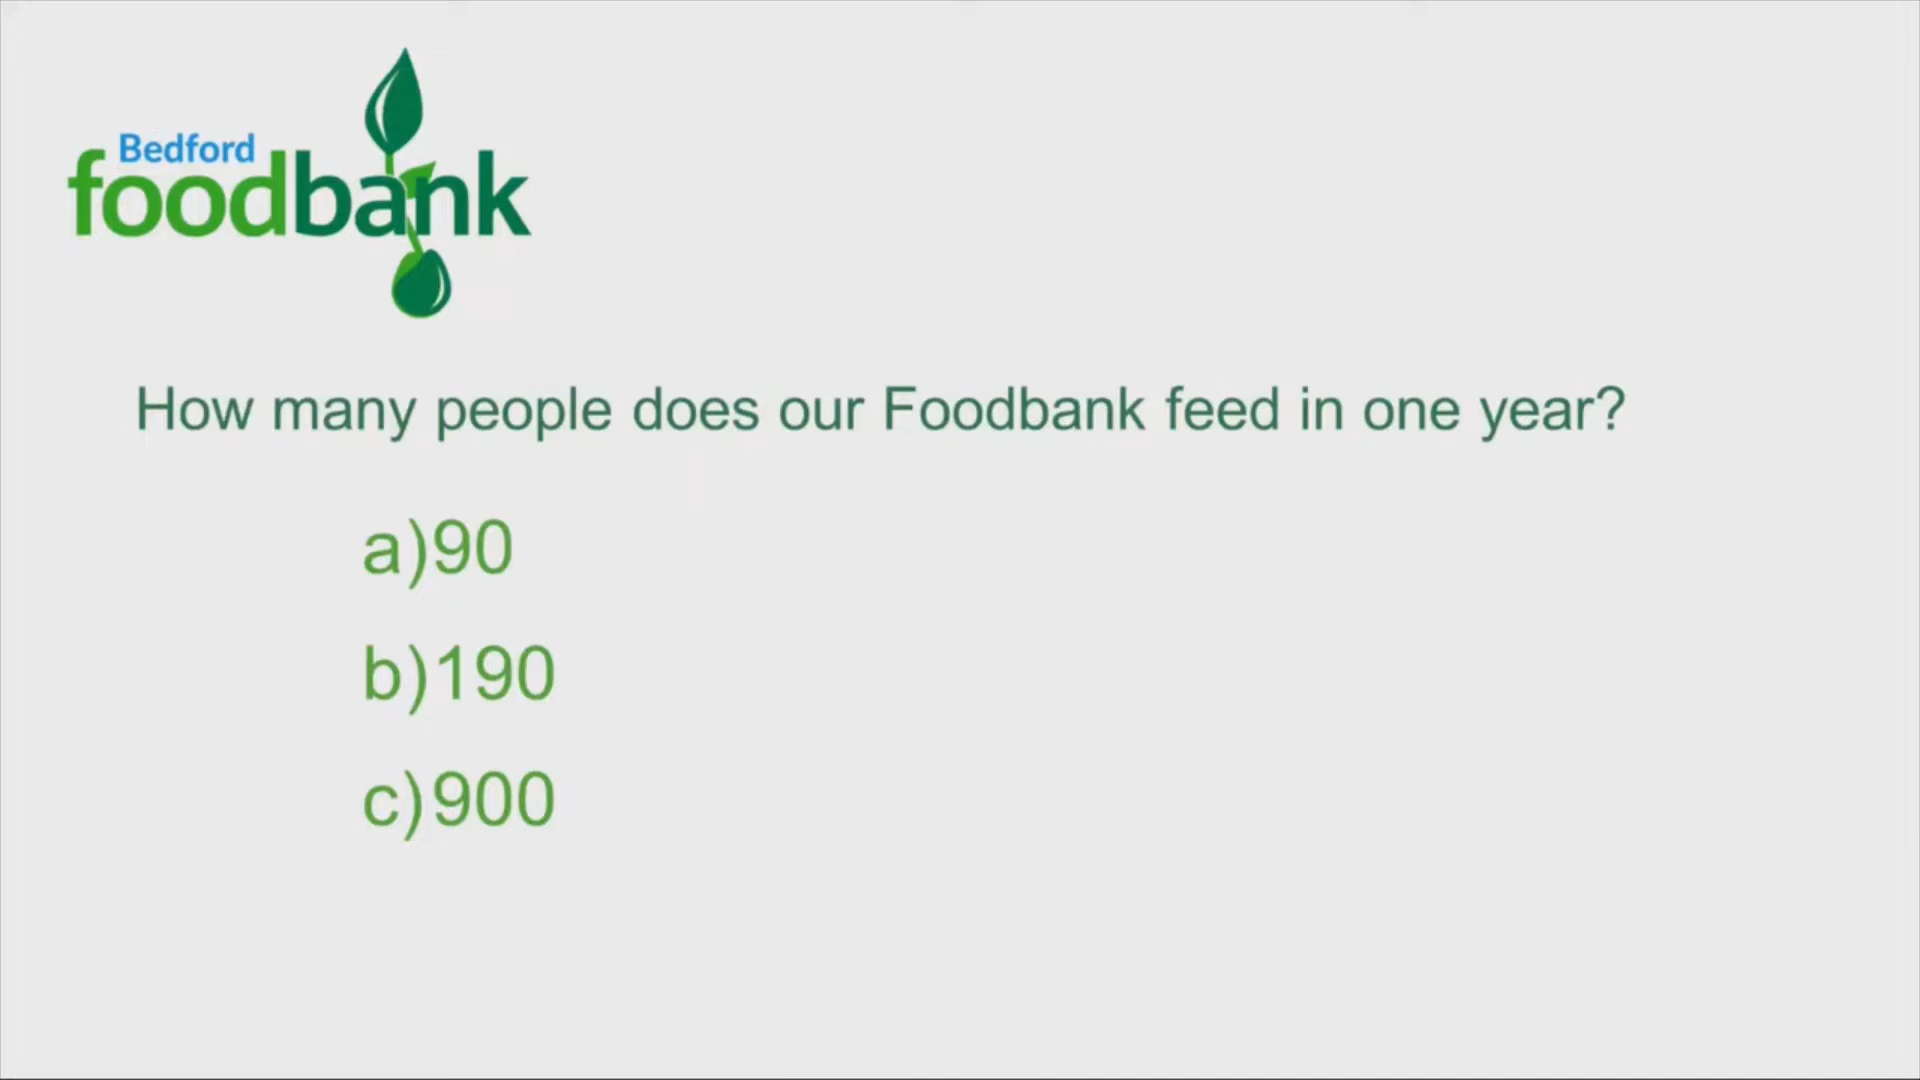 Bedford
foodbank
How many people does our Foodbank feed in one year?
a)90
b)190
c)900